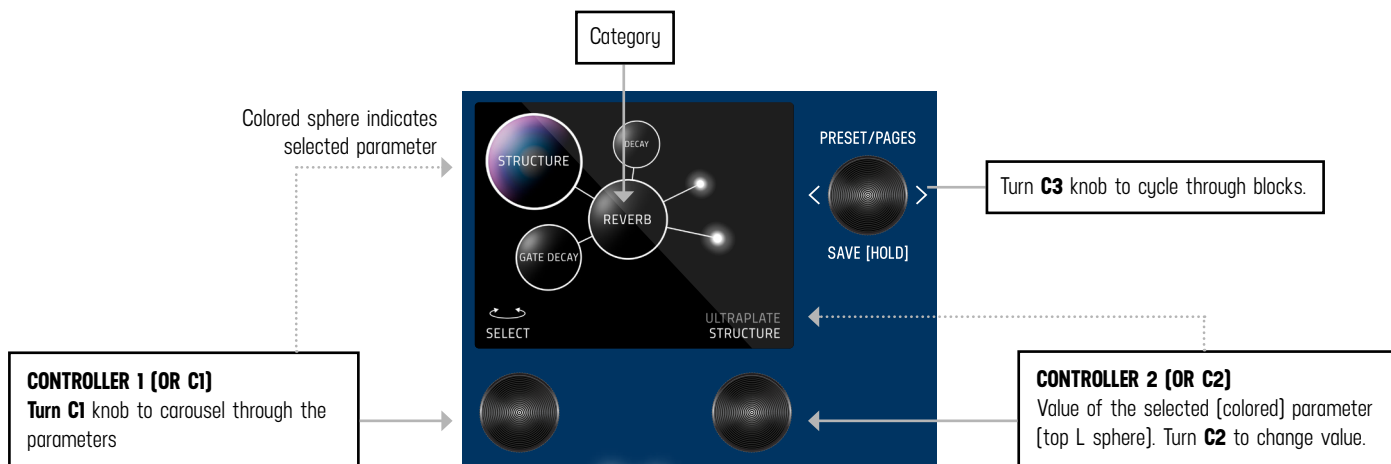 Category
Colored sphere indicates
selected parameter
STRUCTURE
DECAY
REVERB
GATE DECAY
SELECT
ULTRAPLATE
STRUCTURE
PRESET/PAGES
< >
SAVE [HOLD]
Turn C3 knob to cycle through blocks.
CONTROLLER 1 [OR C1]
Turn C1 knob to carousel through the
parameters
CONTROLLER 2 [OR C2]
Value of the selected [colored] parameter
[top L sphere]. Turn C2 to change value.